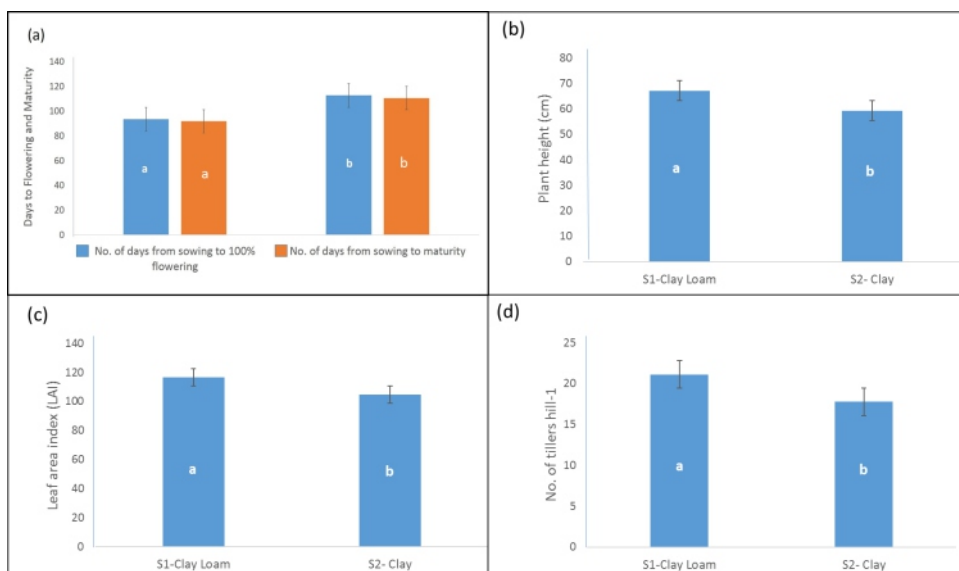 (a)
Days to Flowering and Maturity
140
120
100
80
60
40
20
0
a
a
b
b
No. of days from sowing to 100% flowering
No. of days from sowing to maturity
(b)
Plant height (cm)
80
70
60
50
40
30
20
10
0
a
b
S1-Clay Loam
S2- Clay
(c)
Leaf area index (LAI)
140
120
100
80
60
40
20
0
a
b
S1-Clay Loam
S2- Clay
(d)
No. of tillers hill-1
25
20
15
10
5
0
a
b
S1-Clay Loam
S2- Clay